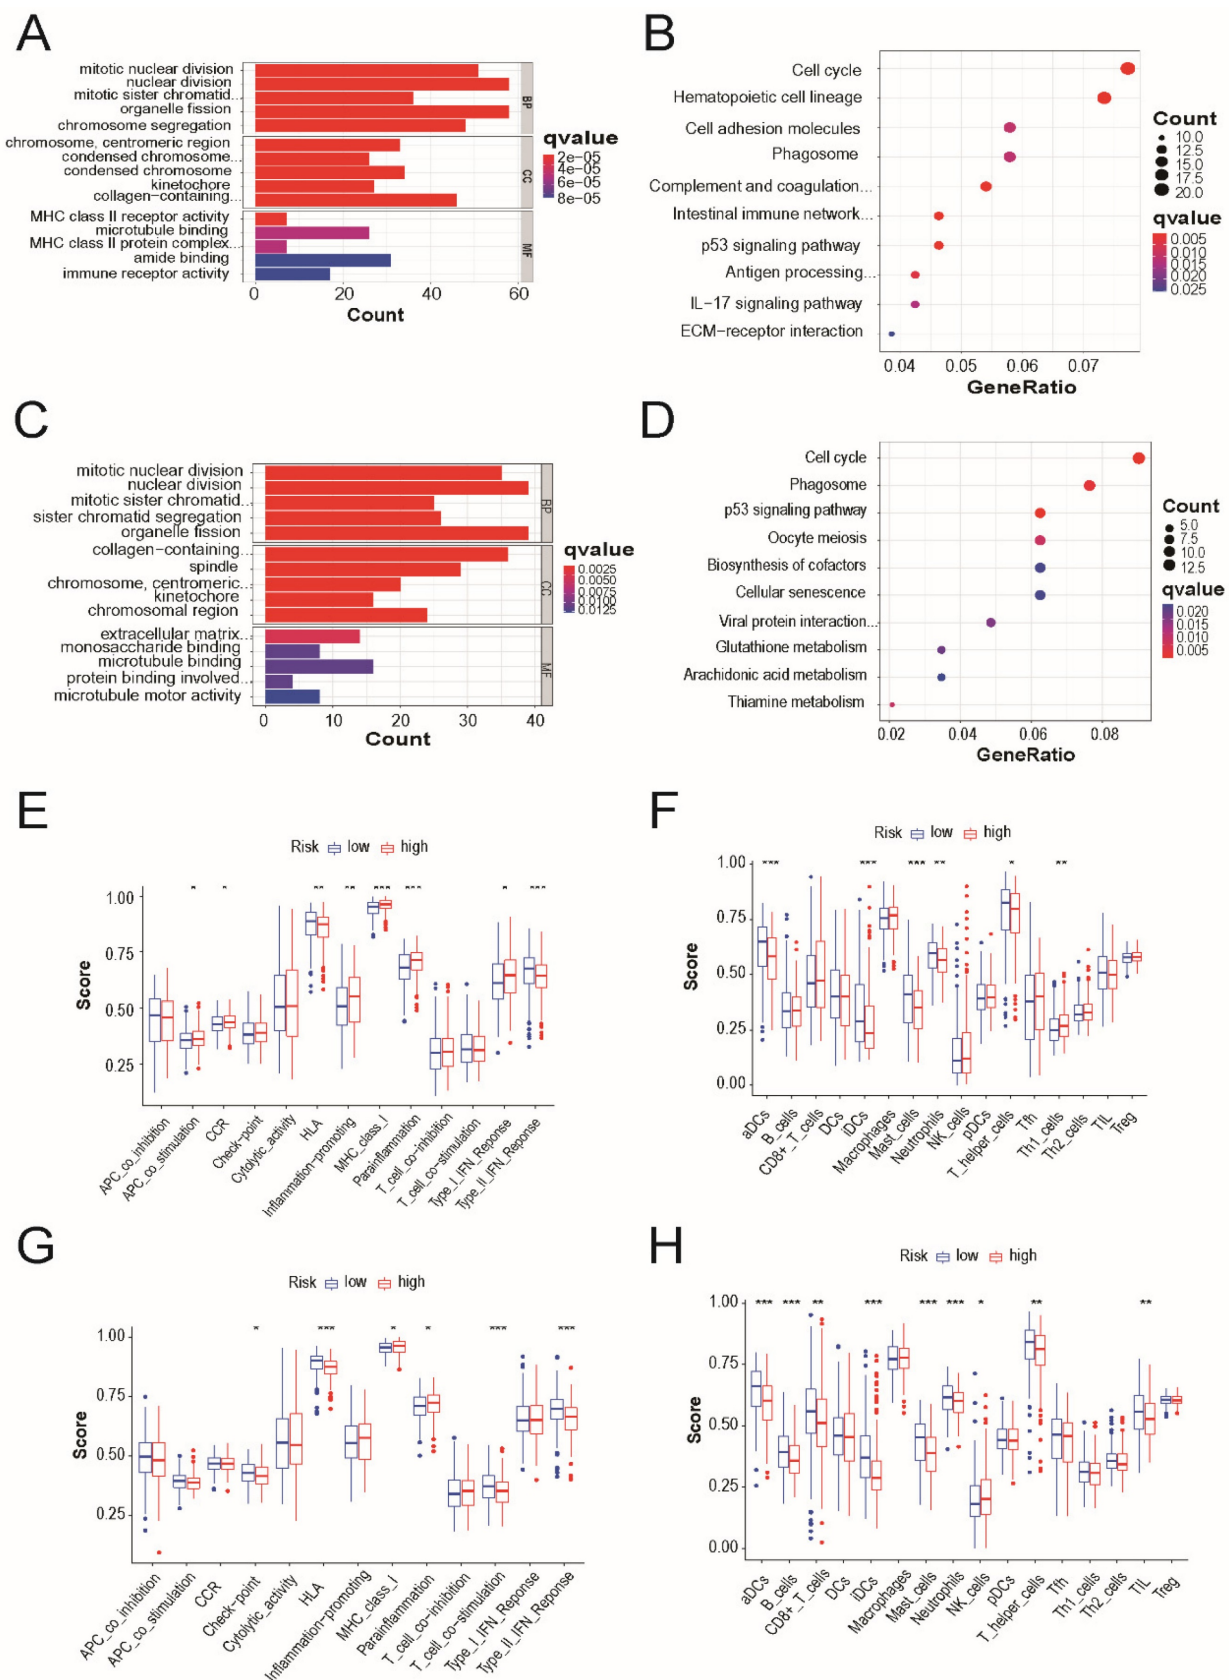 A
mitotic nuclear division
nuclear division
mitotic sister chromatid...
organelle fission
chromosome segregation
BP
chromosome, centromeric region
condensed chromosome...
condensed chromosome
kinetochore
collagen-containing...
CC
MHC class II receptor activity
microtubule binding
MHC class II protein complex...
amide binding
immune receptor activity
MF
0 20 40 60
Count
qvalue
2e-05
4e-05
6e-05
8e-05
B
Cell cycle
Hematopoietic cell lineage
Cell adhesion molecules
Phagosome
Complement and coagulation...
Intestinal immune network...
p53 signaling pathway
Antigen processing...
IL-17 signaling pathway
ECM-receptor interaction
0.04 0.05 0.06 0.07
GeneRatio
Count
10.0
12.5
15.0
17.5
20.0
qvalue
0.005
0.010
0.015
0.020
0.025
C
mitotic nuclear division
nuclear division
mitotic sister chromatid...
sister chromatid segregation
organelle fission
BP
collagen-containing...
spindle
chromosome, centromeric...
kinetochore
chromosomal region
CC
extracellular matrix...
monosaccharide binding
microtubule binding
protein binding involved...
microtubule motor activity
MF
0 10 20 30 40
Count
qvalue
0.0025
0.0050
0.0075
0.0100
0.0125
D
Cell cycle
Phagosome
p53 signaling pathway
Oocyte meiosis
Biosynthesis of cofactors
Cellular senescence
Viral protein interaction...
Glutathione metabolism
Arachidonic acid metabolism
Thiamine metabolism
0.02 0.04 0.06 0.08
GeneRatio
Count
5.0
7.5
10.0
12.5
qvalue
0.020
0.015
0.010
0.005
E
Risk low high
* * ** ** *** *** * ***
1.00
0.75
0.50
0.25
Score
APC_co_inhibition
APC_co_stimulation
CCR
Check-point
Cytolytic_activity
HLA
Inflammation-promoting
MHC_class_I
Parainflammation
T_cell_co-inhibition
T_cell_co-stimulation
Type_I_IFN_Reponse
Type_II_IFN_Reponse
F
Risk low high
*** *** *** ** * **
1.00
0.75
0.50
0.25
0.00
Score
aDCs
B_cells
CD8+_T_cells
DCs
iDCs
Macrophages
Mast_cells
Neutrophils
NK_cells
pDCs
T_helper_cells
Tfh
Th1_cells
Th2_cells
TIL
Treg
G
Risk low high
* *** * * *** ***
1.00
0.75
0.50
0.25
Score
APC_co_inhibition
APC_co_stimulation
CCR
Check-point
Cytolytic_activity
HLA
Inflammation-promoting
MHC_class_I
Parainflammation
T_cell_co-inhibition
T_cell_co-stimulation
Type_I_IFN_Reponse
Type_II_IFN_Reponse
H
Risk low high
*** *** ** *** *** *** * ** **
1.00
0.75
0.50
0.25
0.00
Score
aDCs
B_cells
CD8+_T_cells
DCs
iDCs
Macrophages
Mast_cells
Neutrophils
NK_cells
pDCs
T_helper_cells
Tfh
Th1_cells
Th2_cells
TIL
Treg